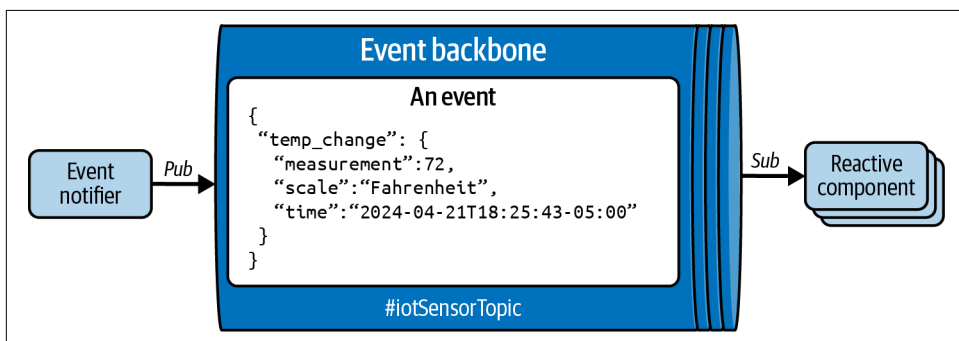 Event backbone
An event
{
“temp_change”: {
“measurement”:72,
“scale”:“Fahrenheit”,
“time”:“2024-04-21T18:25:43-05:00”
}
}
#iotSensorTopic
Event
notifier
Pub
Sub
Reactive
component